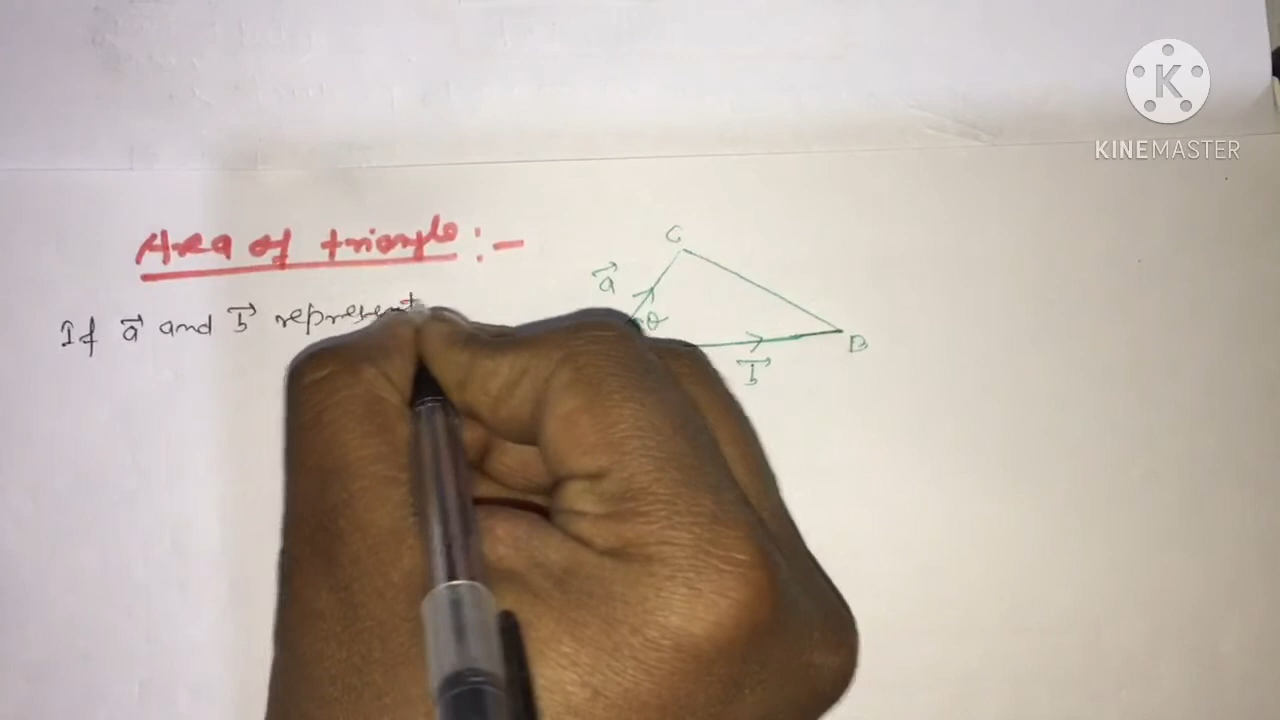 K
KINEMASTER
Area of triangle :-
C
a⃗
If a⃗ and b⃗ represent
θ
B
b⃗